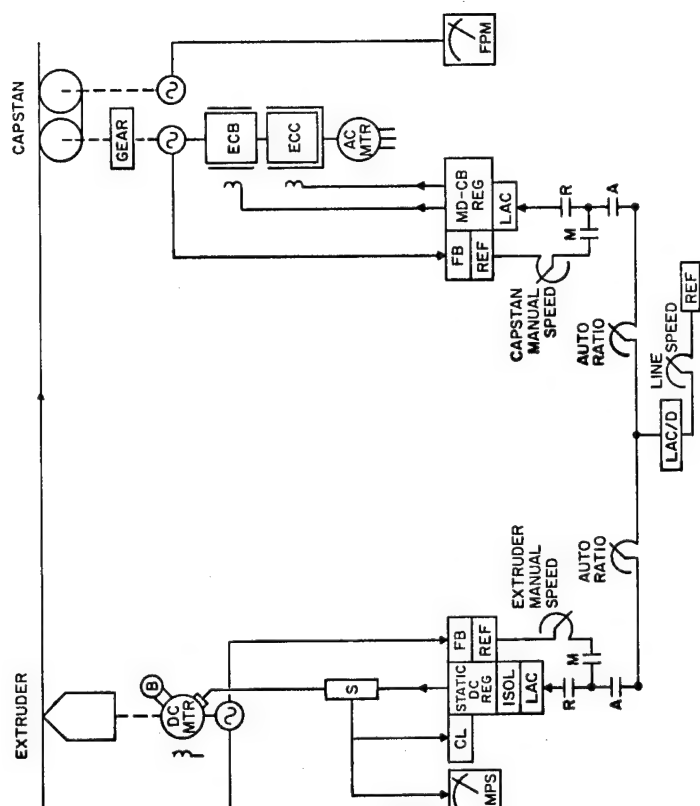 EXTRUDER
CAPSTAN
GEAR
B
DC
MTR
ECB
ECC
AC
MTR
S
MPS
CL
STATIC
DC
REG
ISOL
LAC
FB
REF
EXTRUDER
MANUAL
SPEED
R
M
A
AUTO
RATIO
FB
REF
MD-CB
REG
LAC
FPM
CAPSTAN
MANUAL
SPEED
R
M
A
AUTO
RATIO
LAC/D
LINE
SPEED
REF